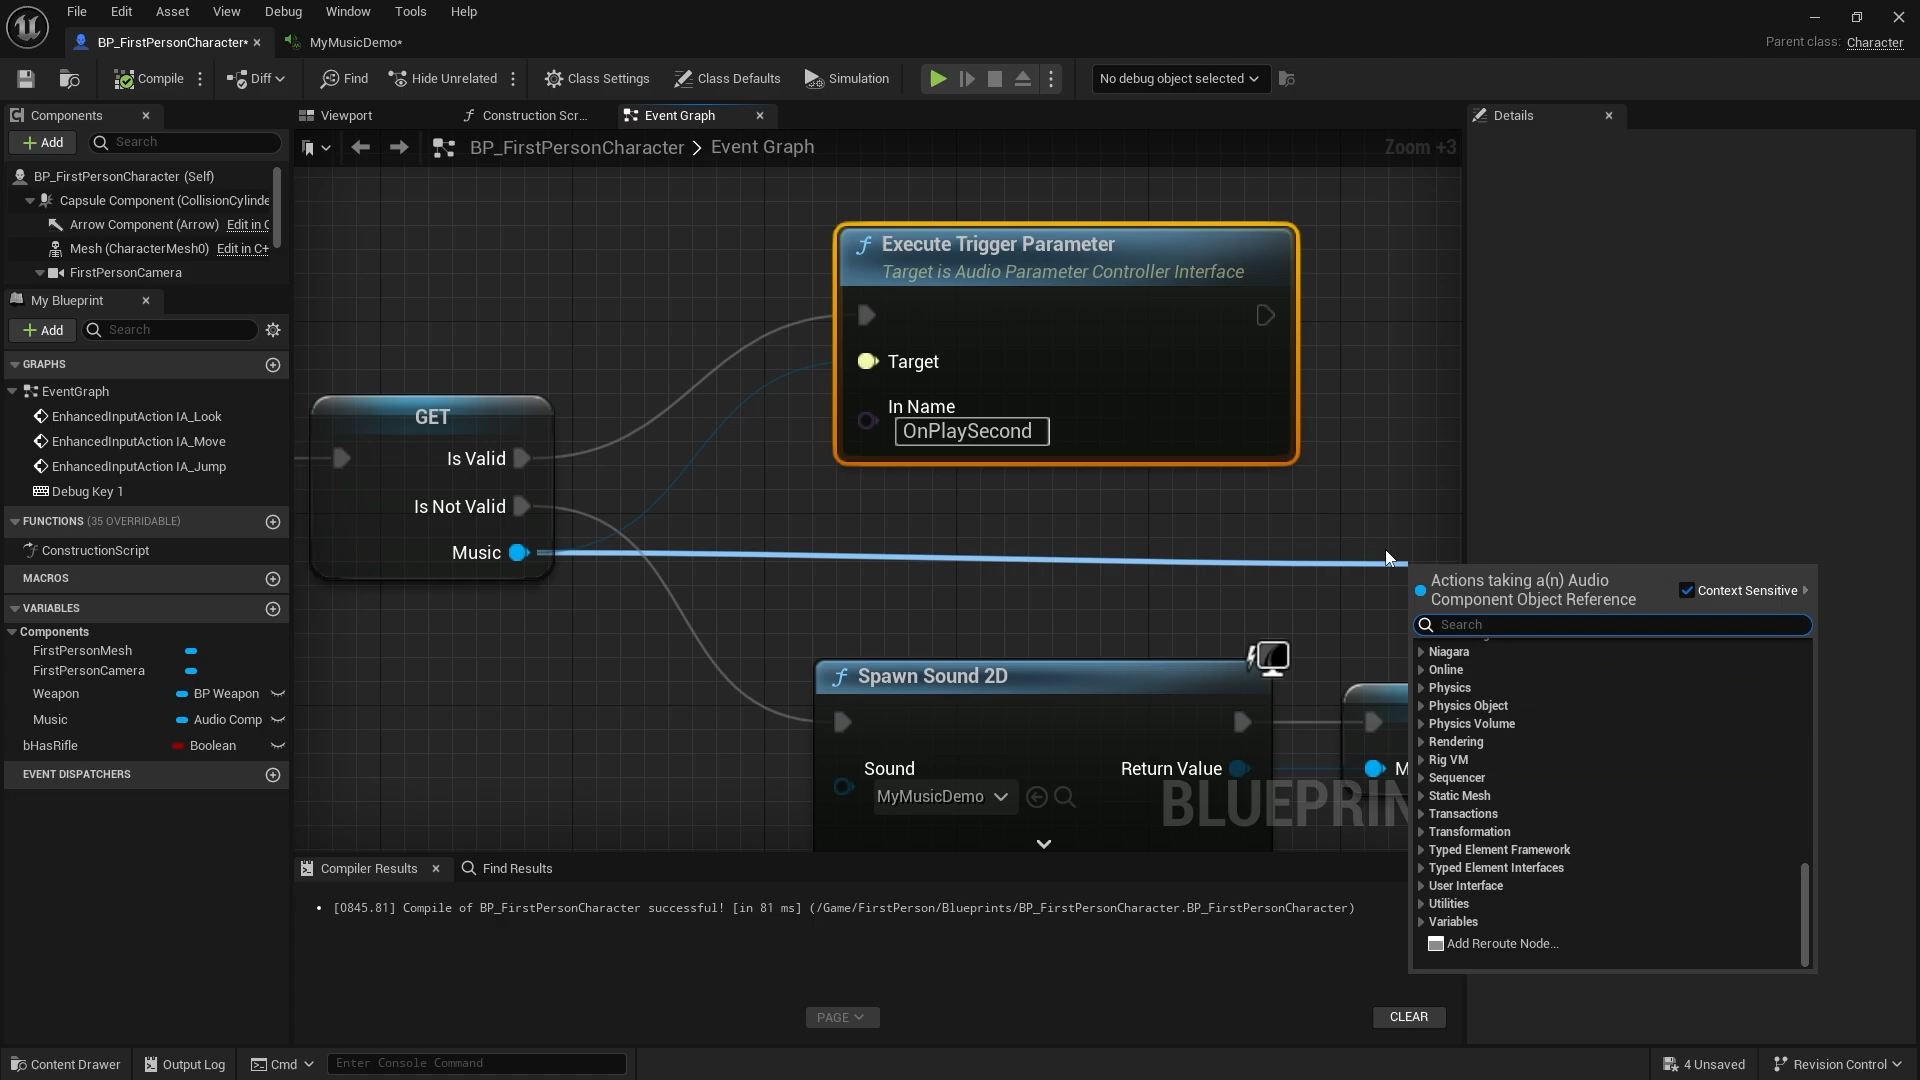 File Edit Asset View Debug Window Tools Help
BP_FirstPersonCharacter* MyMusicDemo*
Parent class: Character
Compile Diff Find Hide Unrelated Class Settings Class Defaults Simulation No debug object selected
Components
Add Search
BP_FirstPersonCharacter (Self)
Capsule Component (CollisionCylinde
Arrow Component (Arrow) Edit in C
Mesh (CharacterMesh0) Edit in C+
FirstPersonCamera
My Blueprint
Add Search
GRAPHS
EventGraph
EnhancedInputAction IA_Look
EnhancedInputAction IA_Move
EnhancedInputAction IA_Jump
Debug Key 1
FUNCTIONS (35 OVERRIDABLE)
ConstructionScript
MACROS
VARIABLES
Components
FirstPersonMesh
FirstPersonCamera
Weapon BP Weapon
Music Audio Comp
bHasRifle Boolean
EVENT DISPATCHERS
Viewport Construction Scr... Event Graph
BP_FirstPersonCharacter > Event Graph
Zoom +3
Execute Trigger Parameter
Target is Audio Parameter Controller Interface
Target
In Name
OnPlaySecond
GET
Is Valid
Is Not Valid
Music
Spawn Sound 2D
Sound Return Value
MyMusicDemo
M
BLUEPRIN
Details
Actions taking a(n) Audio
Component Object Reference
Context Sensitive
Search
Niagara
Online
Physics
Physics Object
Physics Volume
Rendering
Rig VM
Sequencer
Static Mesh
Transactions
Transformation
Typed Element Framework
Typed Element Interfaces
User Interface
Utilities
Variables
Add Reroute Node...
Compiler Results Find Results
• [0845.81] Compile of BP_FirstPersonCharacter successful! [in 81 ms] (/Game/FirstPerson/Blueprints/BP_FirstPersonCharacter.BP_FirstPersonCharacter)
PAGE
CLEAR
Content Drawer Output Log Cmd Enter Console Command
4 Unsaved Revision Control